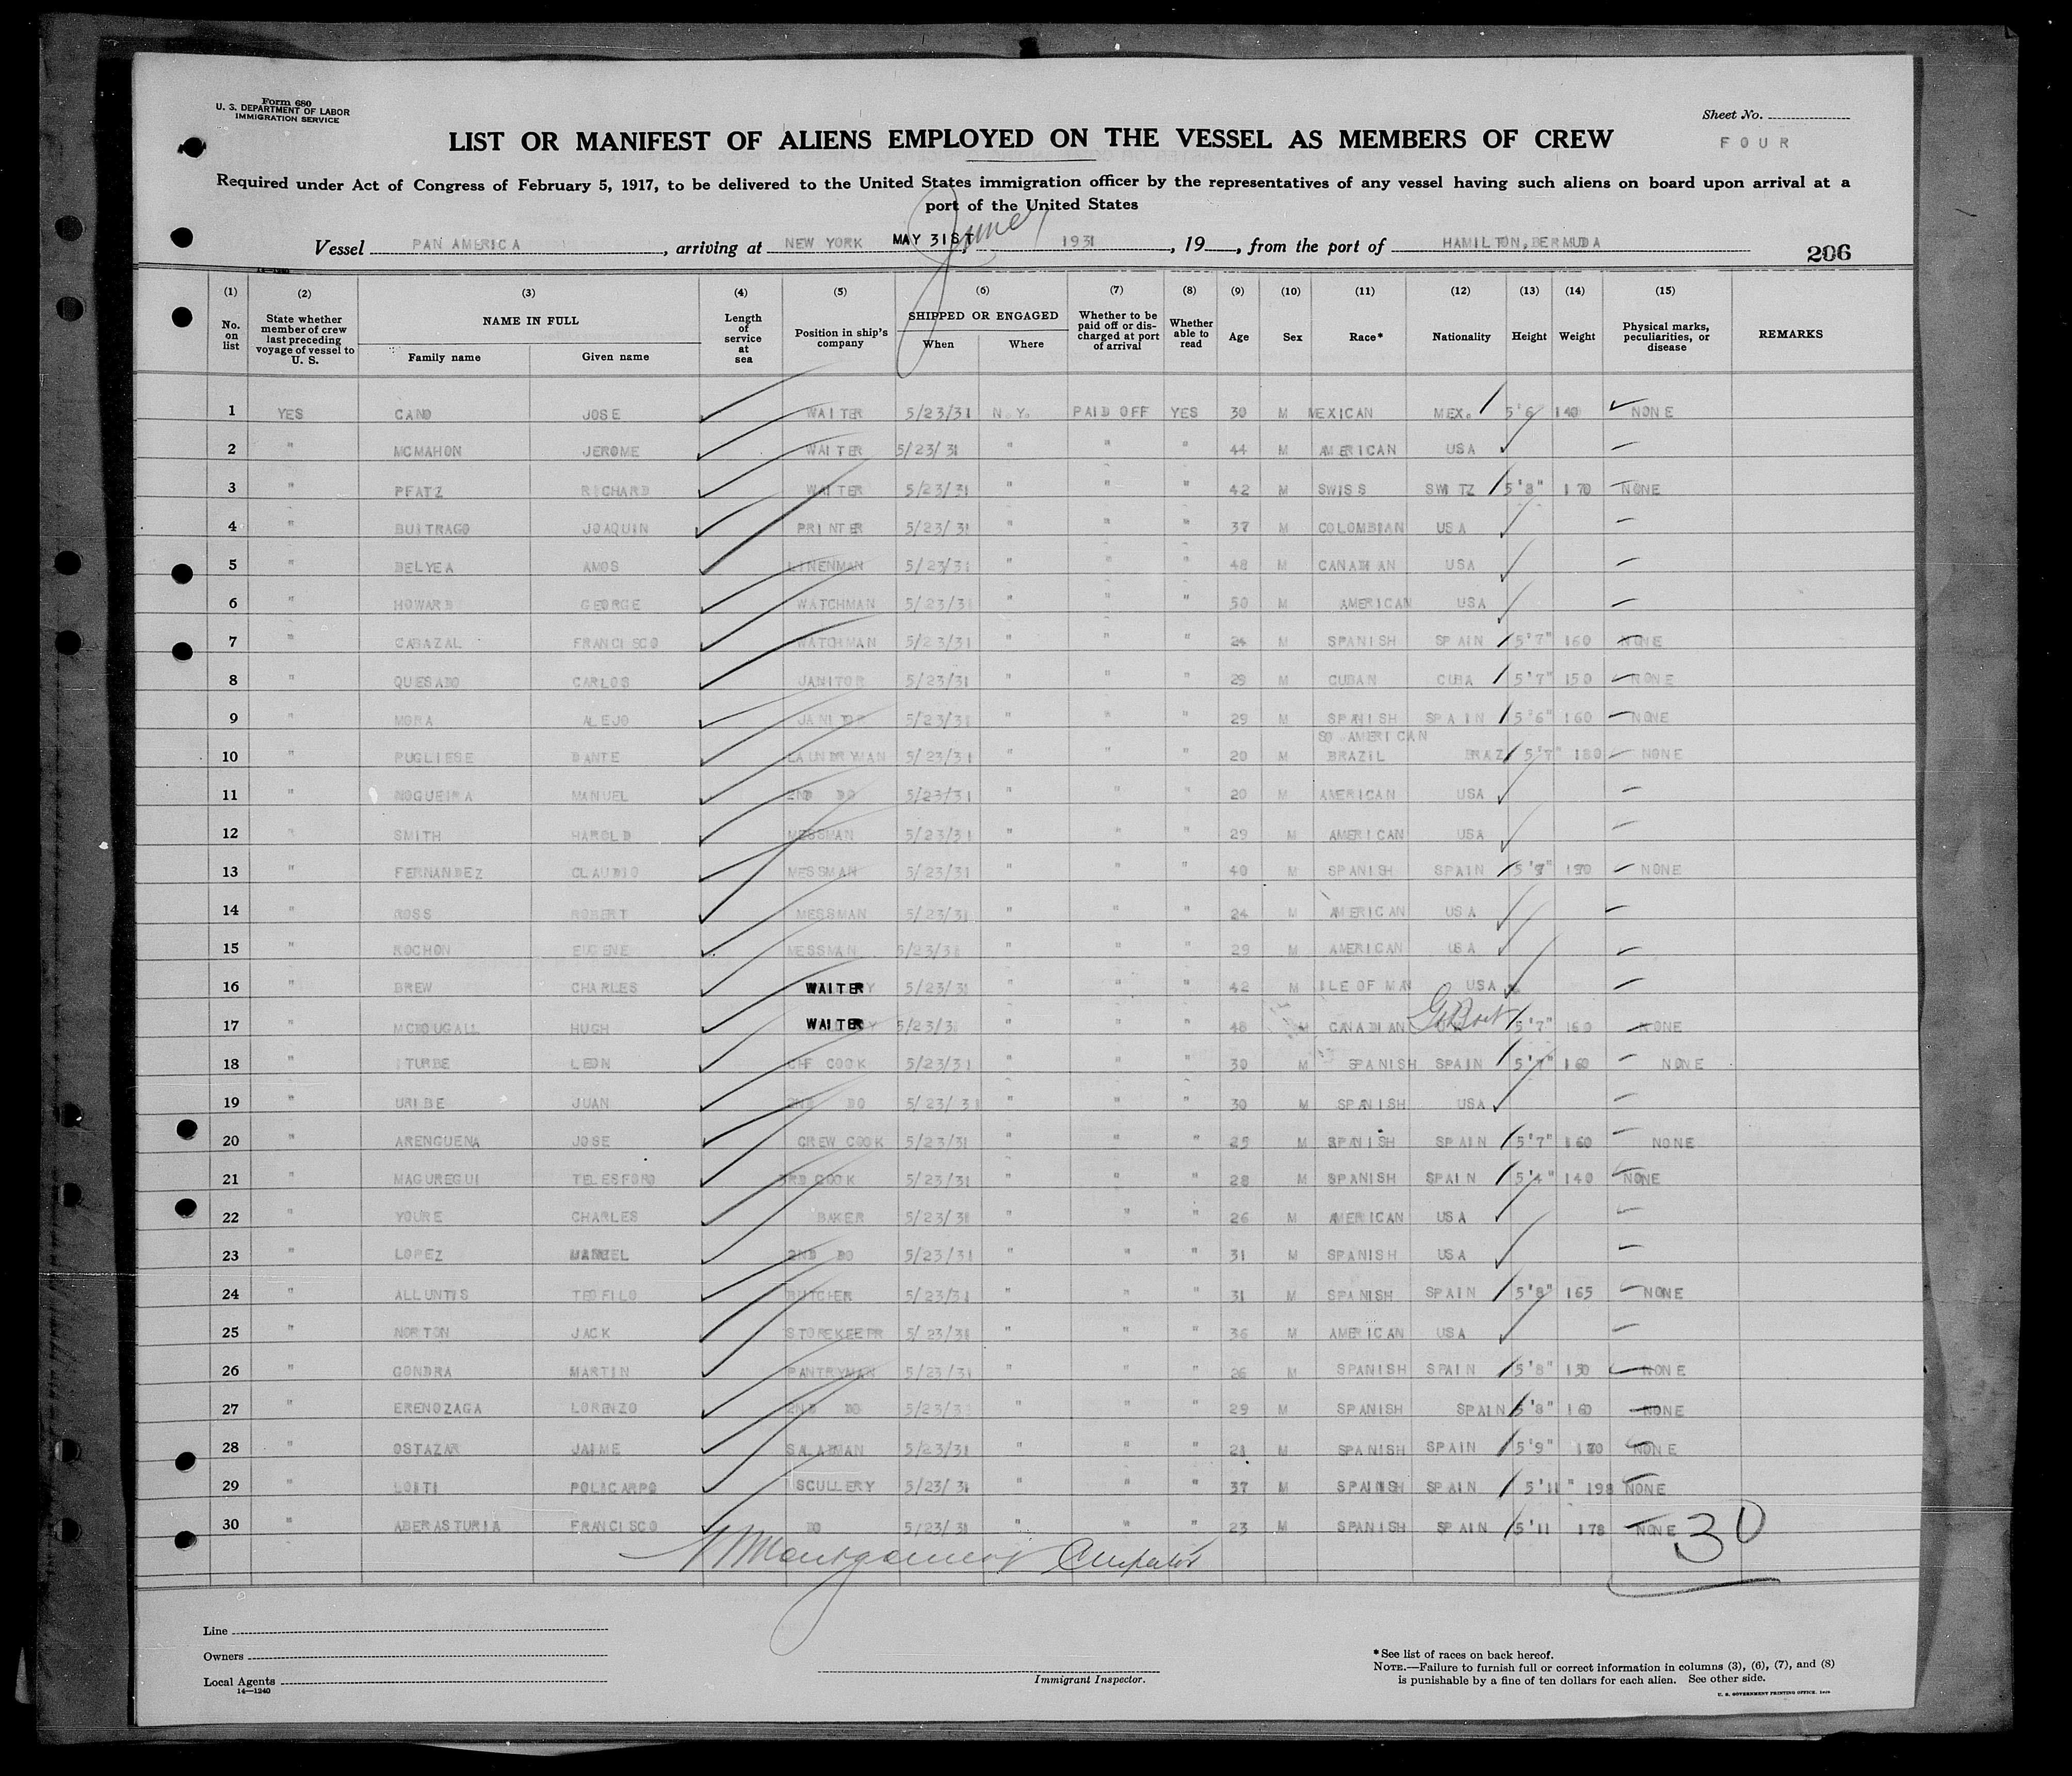 Form 680
U. S. DEPARTMENT OF LABOR
IMMIGRATION SERVICE
Sheet No.
FOUR
LIST OR MANIFEST OF ALIENS EMPLOYED ON THE VESSEL AS MEMBERS OF CREW
Required under Act of Congress of February 5, 1917, to be delivered to the United States immigration officer by the representatives of any vessel having such aliens on board upon arrival at a
port of the United States
June
Vessel PAN AMERICA, arriving at NEW YORK MAY 31ST, 1931, 19, from the port of HAMILTON, BERMUDA
206
(1) (2) (3) (4) (5) (6) (7) (8) (9) (10) (11) (12) (13) (14) (15)
No. on list State whether member of crew last preceding voyage of vessel to U. S. NAME IN FULL Family name Given name Length of service at sea Position in ship's company SHIPPED OR ENGAGED When Where Whether to be paid off or discharged at port of arrival Whether able to read Age Sex Race* Nationality Height Weight Physical marks, peculiarities, or disease REMARKS
1 YES CANO JOSE WAITER 5/23/31 N.Y. PAID OFF YES 30 M MEXICAN MEX. 5'6 140 NONE
2 " MCMAHON JEROME WAITER 5/23/31 " " " 44 M AMERICAN USA
3 " PFATZ RICHARD WAITER 5/23/31 " " " 42 M SWISS SWITZ 5'8" 170 NONE
4 " BUITRAGO JOAQUIN PRINTER 5/23/31 " " " 37 M COLOMBIAN USA
5 " BELYEA AMOS LINENMAN 5/23/31 " " " 48 M CANADIAN USA
6 " HOWARD GEORGE WATCHMAN 5/23/31 " " " 50 M AMERICAN USA
7 " CABAZAL FRANCISCO WATCHMAN 5/23/31 " " " 24 M SPANISH SPAIN 5'7" 160 NONE
8 " QUESADO CARLOS JANITOR 5/23/31 " " " 29 M CUBAN CUBA 5'7" 150 NONE
9 " MORA ALEJO JANITOR 5/23/31 " " " 29 M SPANISH SPAIN 5'6" 160 NONE
SO AMERICAN
10 " PUGLIESE DANTE LAUNDRYMAN 5/23/31 " " " 20 M BRAZIL BRAZ 5'7" 180 NONE
11 " NOGUEIRA MANUEL 2ND DO 5/23/31 " " " 20 M AMERICAN USA
12 " SMITH HAROLD MESSMAN 5/23/31 " " " 29 M AMERICAN USA
13 " FERNANDEZ CLAUDIO MESSMAN 5/23/31 " " " 40 M SPANISH SPAIN NONE
14 " ROSS ROBERT MESSMAN 5/23/31 " " " 24 M AMERICAN USA
15 " ROCHON EUGENE MESSMAN 5/23/31 " " " 29 M AMERICAN USA
16 " BREW CHARLES WAITER 5/23/31 " " " 42 M ILE OF MAN USA
17 " MCDOUGALL HUGH WAITER 5/23/31 " " " 48 M CANADIAN Gt Brit 5'7" 160 NONE
18 " ITURBE LEON CHF COOK 5/23/31 " " " 30 M SPANISH SPAIN 5'7" 160 NONE
19 " URIBE JUAN 2ND DO 5/23/31 " " " 30 M SPANISH USA
20 " ARENGUENA JOSE CREW COOK 5/23/31 " " " 25 M SPANISH SPAIN 5'7" 160 NONE
21 " MAGUREGUI TELESFORO 3RD COOK 5/23/31 " " " 28 M SPANISH SPAIN 5'4" 140 NONE
22 " YOURE CHARLES BAKER 5/23/31 " " " 26 M AMERICAN USA
23 " LOPEZ MANUEL 2ND DO 5/23/31 " " " 31 M SPANISH USA
24 " ALLUNTIS TEOFILO BUTCHER 5/23/31 " " " 31 M SPANISH SPAIN 5'8" 165 NONE
25 " NORTON JACK STOREKEEPR 5/23/31 " " " 36 M AMERICAN USA
26 " GONDRA MARTIN PANTRYMAN 5/23/31 " " " 26 M SPANISH SPAIN 5'8" 150 NONE
27 " ERENOZAGA LORENZO 2ND DO 5/23/31 " " " 29 M SPANISH SPAIN 5'8" 160 NONE
28 " OSTAZAR JAIME SALADMAN 5/23/31 " " " 21 M SPANISH SPAIN 5'9" NONE
29 " LOITI POLICARPO SCULLERY 5/23/31 " " " 37 M SPANISH SPAIN 5'11" 198 NONE
30 " ABERASTURIA FRANCISCO DO 5/23/31 " " " 23 M SPANISH SPAIN 5'11 178 NONE
30
Montgomery
Line
Owners
Local Agents
14—1240
Immigrant Inspector.
*See list of races on back hereof.
NOTE.—Failure to furnish full or correct information in columns (3), (6), (7), and (8)
is punishable by a fine of ten dollars for each alien. See other side.
U. S. GOVERNMENT PRINTING OFFICE